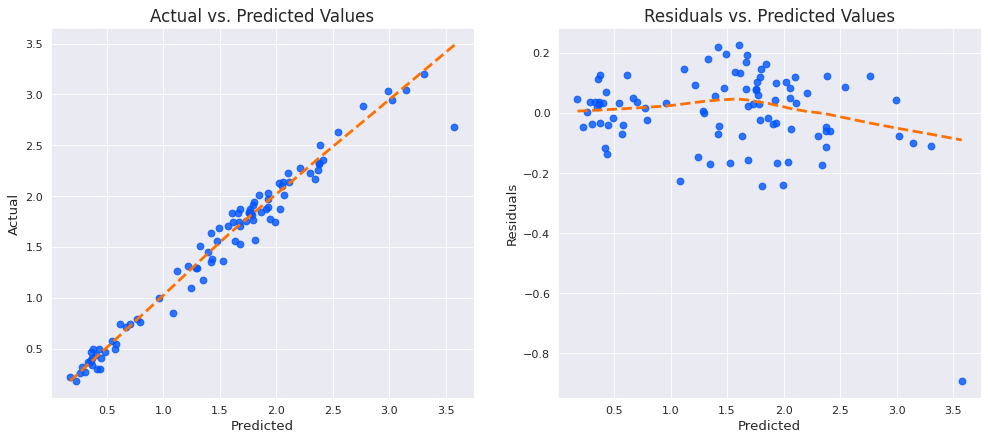 Actual vs. Predicted Values
Actual
3.5
3.0
2.5
2.0
1.5
1.0
0.5
0.5 1.0 1.5 2.0 2.5 3.0 3.5
Predicted
Residuals vs. Predicted Values
Residuals
0.2
0.0
−0.2
−0.4
−0.6
−0.8
0.5 1.0 1.5 2.0 2.5 3.0 3.5
Predicted